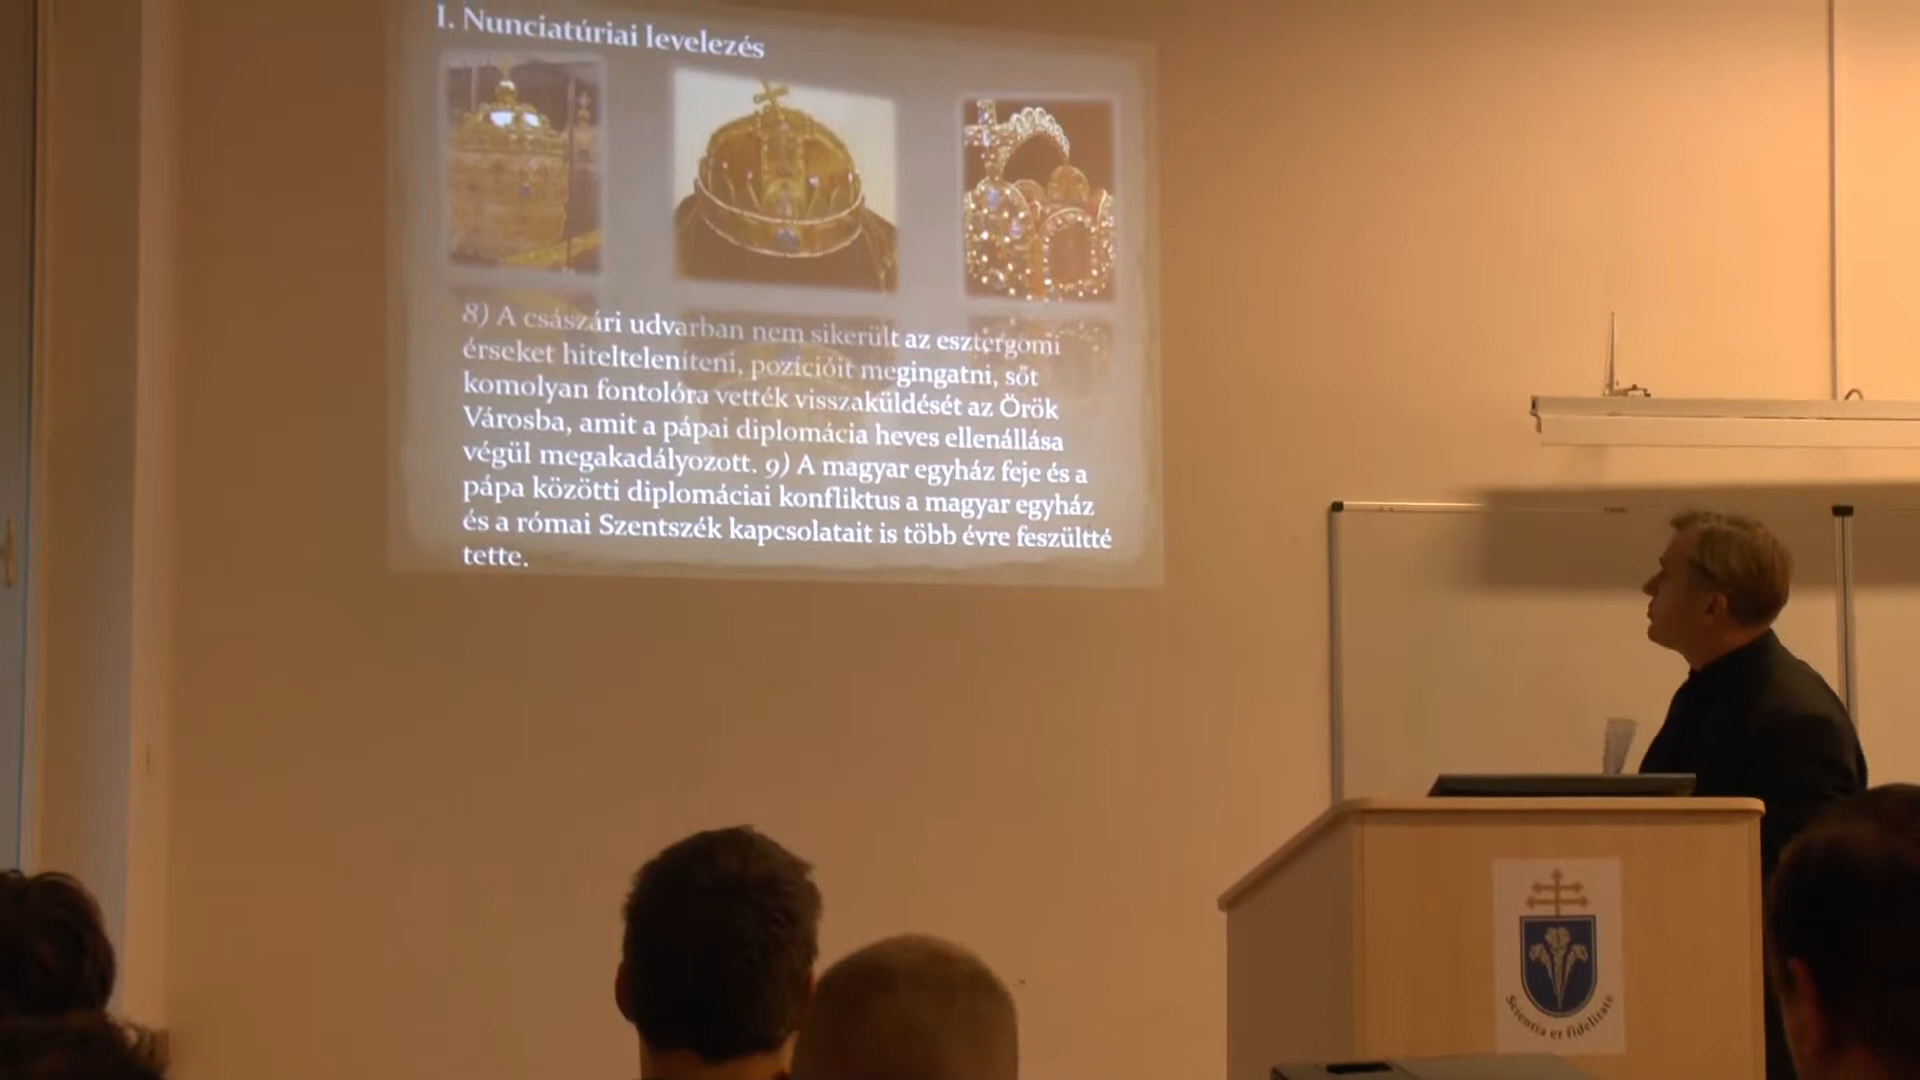 I. Nunciatúriai levelezés
8) A császári udvarban nem sikerült az esztergomi
érseket hitelteleníteni, pozícióit megingatni, sőt
komolyan fontolóra vették visszaküldését az Örök
Városba, amit a pápai diplomácia heves ellenállása
végül megakadályozott. 9) A magyar egyház feje és a
pápa közötti diplomáciai konfliktus a magyar egyház
és a római Szentszék kapcsolatait is több évre feszültté
tette.
Scientia et fidelitate